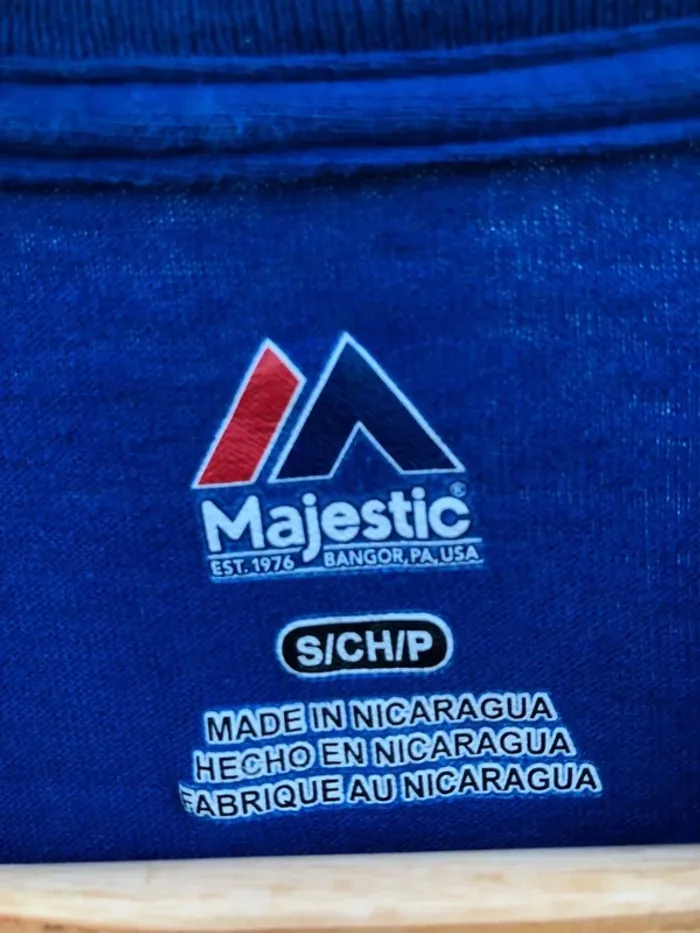 Majestic®
EST. 1976 BANGOR, PA, USA
S/CH/P
MADE IN NICARAGUA
HECHO EN NICARAGUA
FABRIQUE AU NICARAGUA